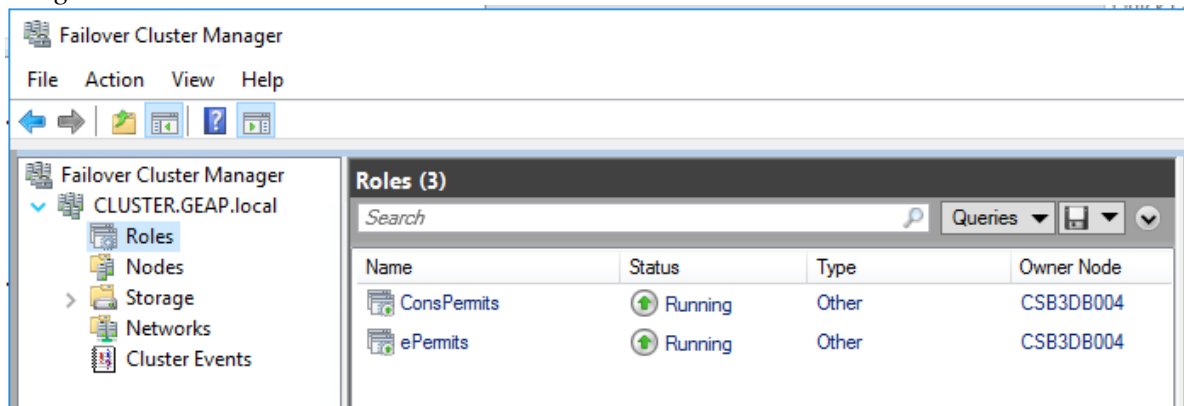 Failover Cluster Manager
File Action View Help
Failover Cluster Manager
CLUSTER.GEAP.local
Roles
Nodes
Storage
Networks
Cluster Events
Roles (3)
Search
Queries
Name Status Type Owner Node
ConsPermits Running Other CSB3DB004
ePermits Running Other CSB3DB004